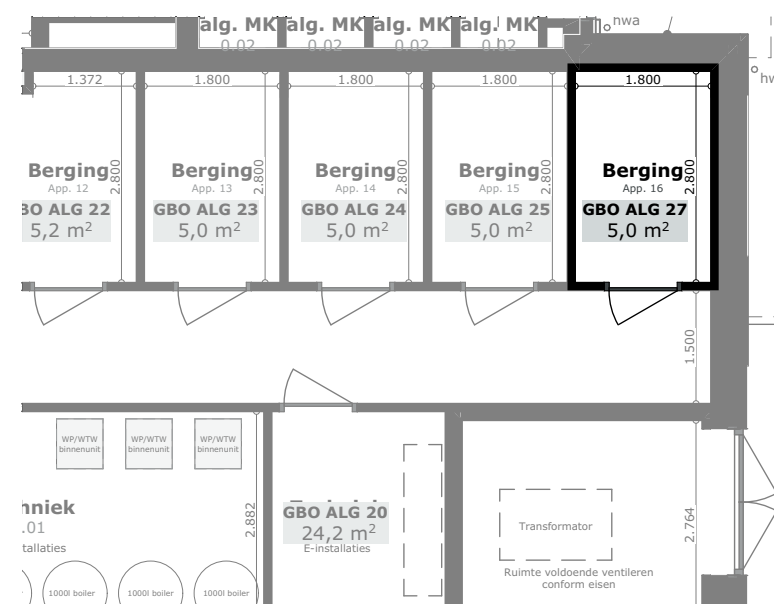 alg. MK alg. MK alg. MK alg. MK hwa
0.02 0.02 0.02 0.02
hw
1.372 1.800 1.800 1.800 1.800
Berging Berging Berging Berging Berging
App. 12 App. 13 App. 14 App. 15 App. 16
2.800 2.800 2.800 2.800 2.800
BO ALG 22 GBO ALG 23 GBO ALG 24 GBO ALG 25 GBO ALG 27
5,2 m² 5,0 m² 5,0 m² 5,0 m² 5,0 m²
1.500
WP/WTW WP/WTW WP/WTW
binnenunit binnenunit binnenunit
hniek
.01
tallaties
2.882
GBO ALG 20
24,2 m²
E-installaties
2.764
Transformator
Ruimte voldoende ventileren
conform eisen
1000l boiler 1000l boiler 1000l boiler